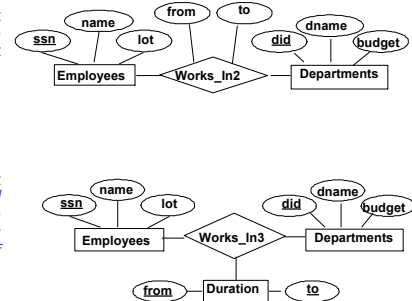 from to
name dname
ssn lot did budget
Employees Works_In2 Departments
name dname
ssn lot did budget
Employees Works_In3 Departments
from Duration to